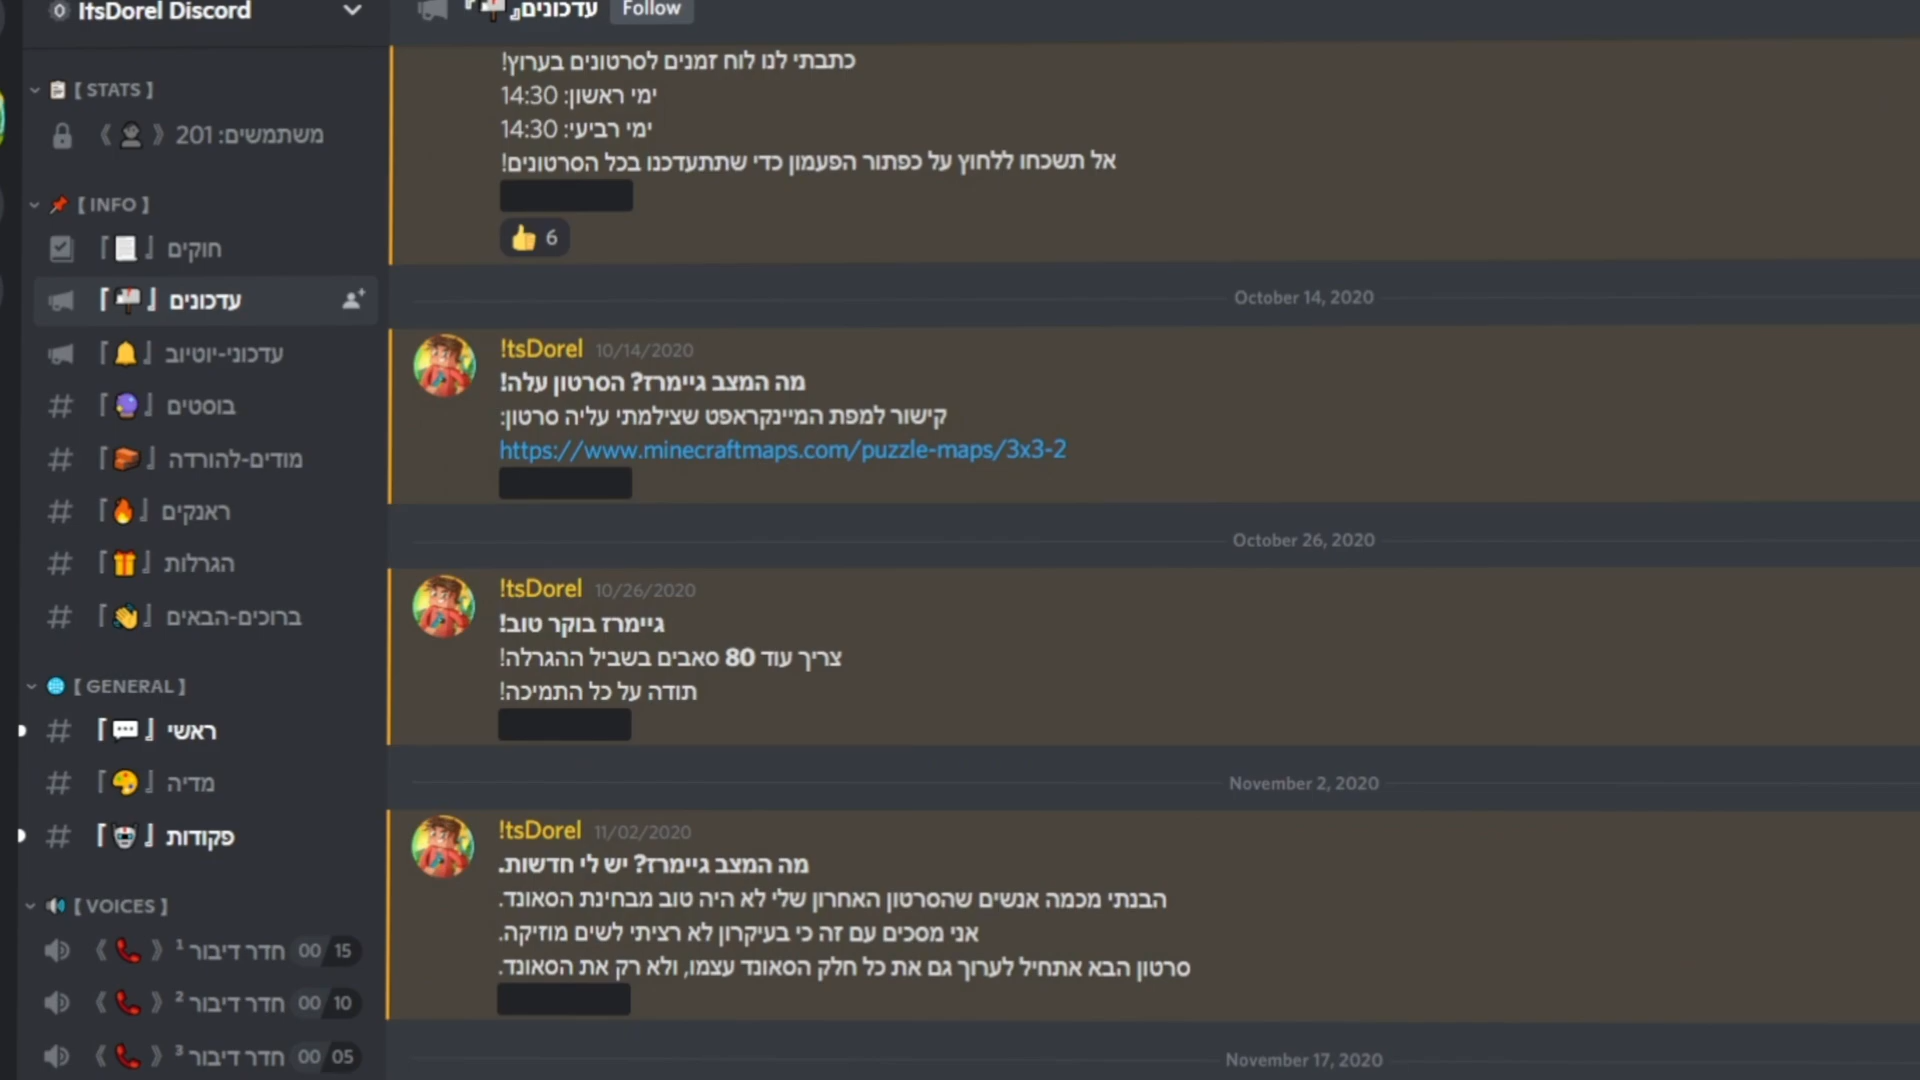 ItsDorel Discord
[ STATS ]
משתמשים: 201
[ INFO ]
חוקים
עדכונים
עדכוני-יוטיוב
בוסטים
מודים-להורדה
ראנקים
הגרלות
ברוכים-הבאים
[ GENERAL ]
ראשי
מדיה
פקודות
[ VOICES ]
חדר דיבור ¹ 00 15
חדר דיבור ² 00 10
חדר דיבור ³ 00 05
עדכונים Follow
כתבתי לנו לוח זמנים לסרטונים בערוץ!
ימי ראשון: 14:30
ימי רביעי: 14:30
אל תשכחו ללחוץ על כפתור הפעמון כדי שתתעדכנו בכל הסרטונים!
👍 6
October 14, 2020
!tsDorel 10/14/2020
מה המצב גיימרז? הסרטון עלה!
קישור למפת המיינקראפט שצילמתי עליה סרטון:
https://www.minecraftmaps.com/puzzle-maps/3x3-2
October 26, 2020
!tsDorel 10/26/2020
גיימרז בוקר טוב!
צריך עוד 80 סאבים בשביל ההגרלה!
תודה על כל התמיכה!
November 2, 2020
!tsDorel 11/02/2020
מה המצב גיימרז? יש לי חדשות.
הבנתי מכמה אנשים שהסרטון האחרון שלי לא היה טוב מבחינת הסאונד.
אני מסכים עם זה כי בעיקרון לא רציתי לשים מוזיקה.
סרטון הבא אתחיל לערוך גם את כל חלק הסאונד עצמו, ולא רק את הסאונד.
November 17, 2020